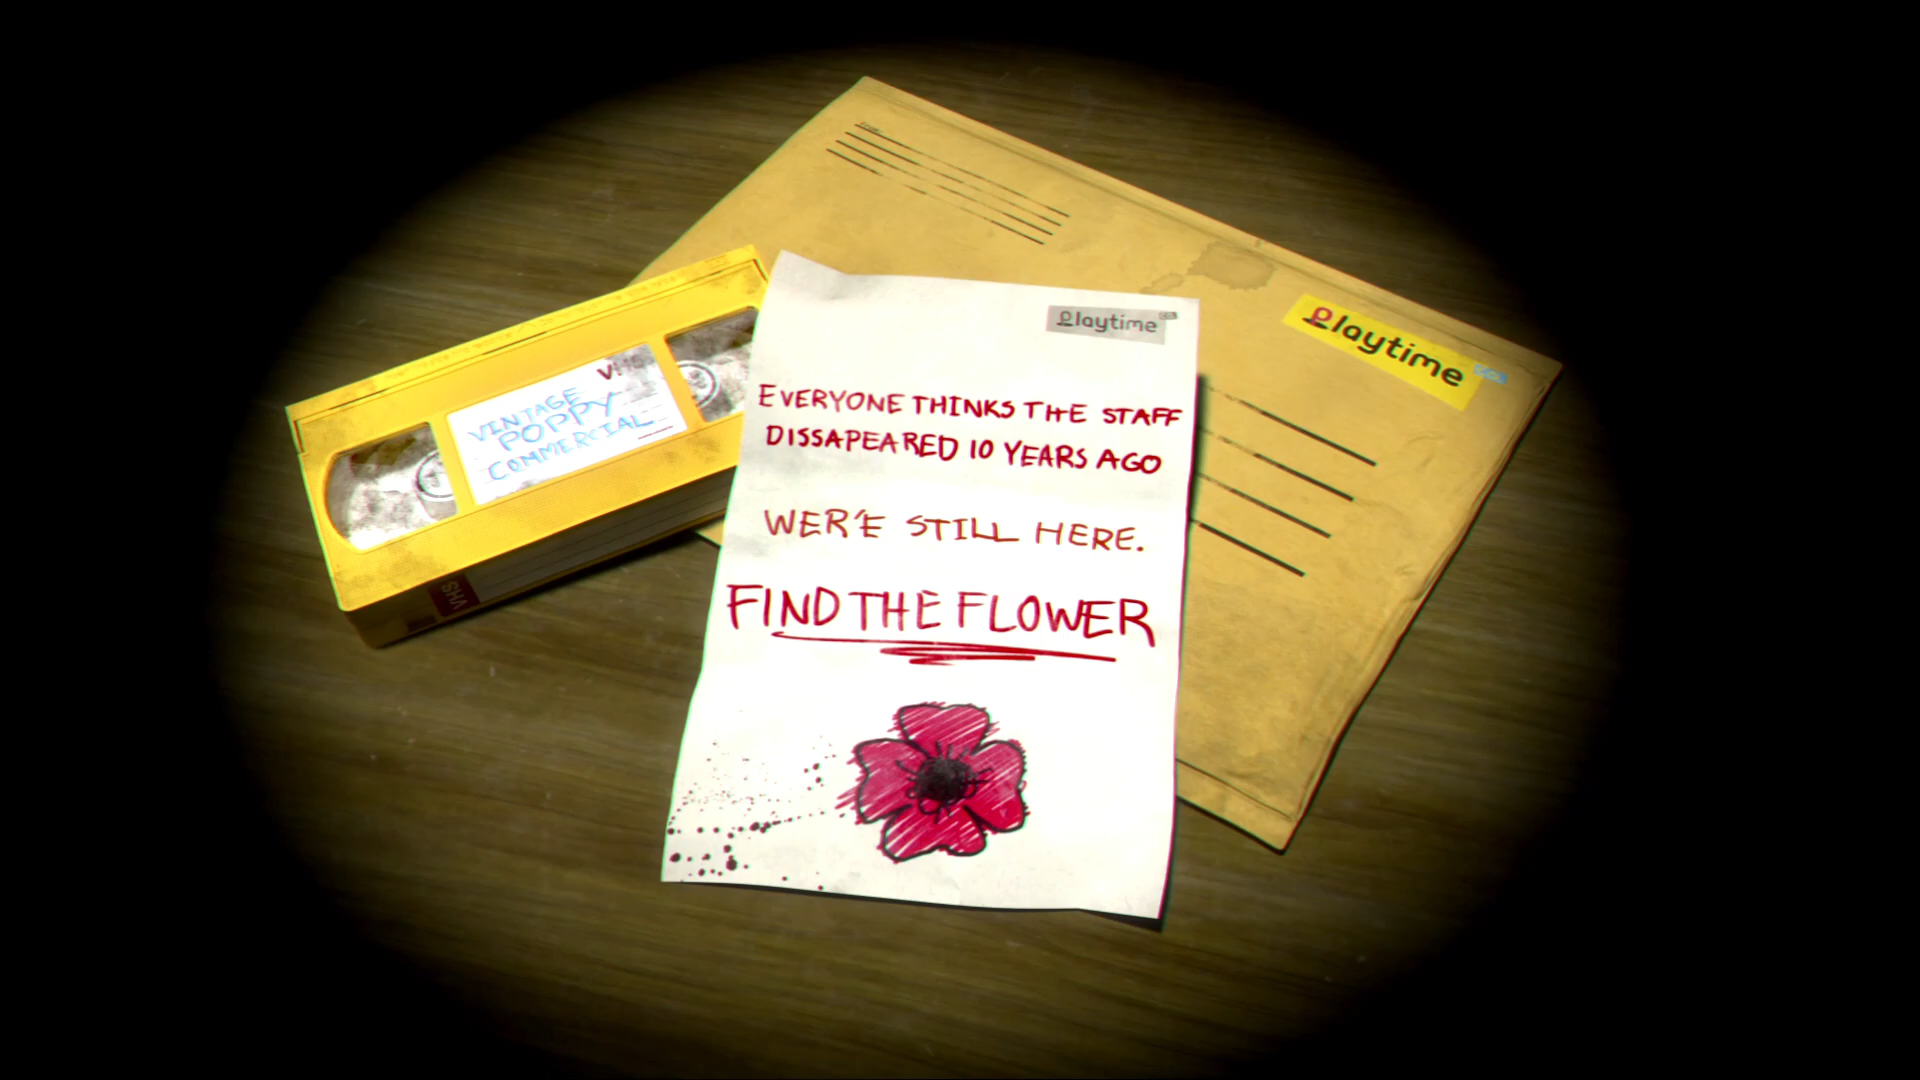 Playtime co.
VHS
VINTAGE
POPPY
COMMERCIAL
VHS
Playtime
EVERYONE THINKS THE STAFF
DISSAPEARED 10 YEARS AGO
WER'E STILL HERE.
FIND THE FLOWER